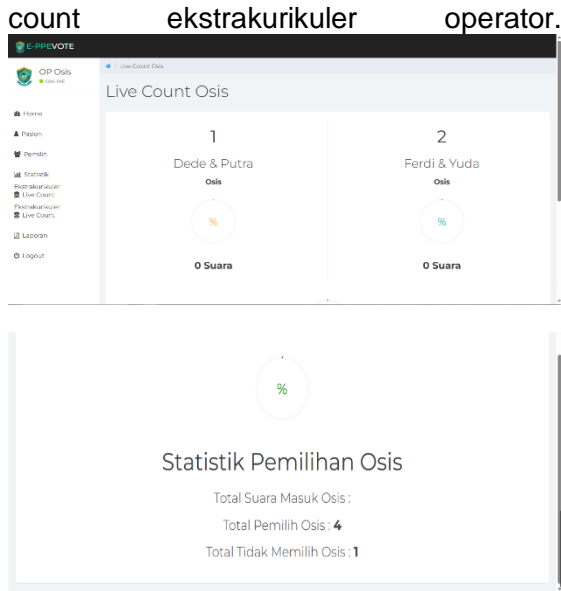 count ekstrakurikuler operator.
E-PPEVOTE
OP Osis
ONLINE
Live Count Osis
Live Count Osis
Home
Paslon
Pemilih
Statistik
Ekstrakurikuler
Live Count
Ekstrakurikuler
Live Count
Laporan
Logout
1
Dede & Putra
Osis
%
0 Suara
2
Ferdi & Yuda
Osis
%
0 Suara
%
Statistik Pemilihan Osis
Total Suara Masuk Osis :
Total Pemilih Osis : 4
Total Tidak Memilih Osis : 1